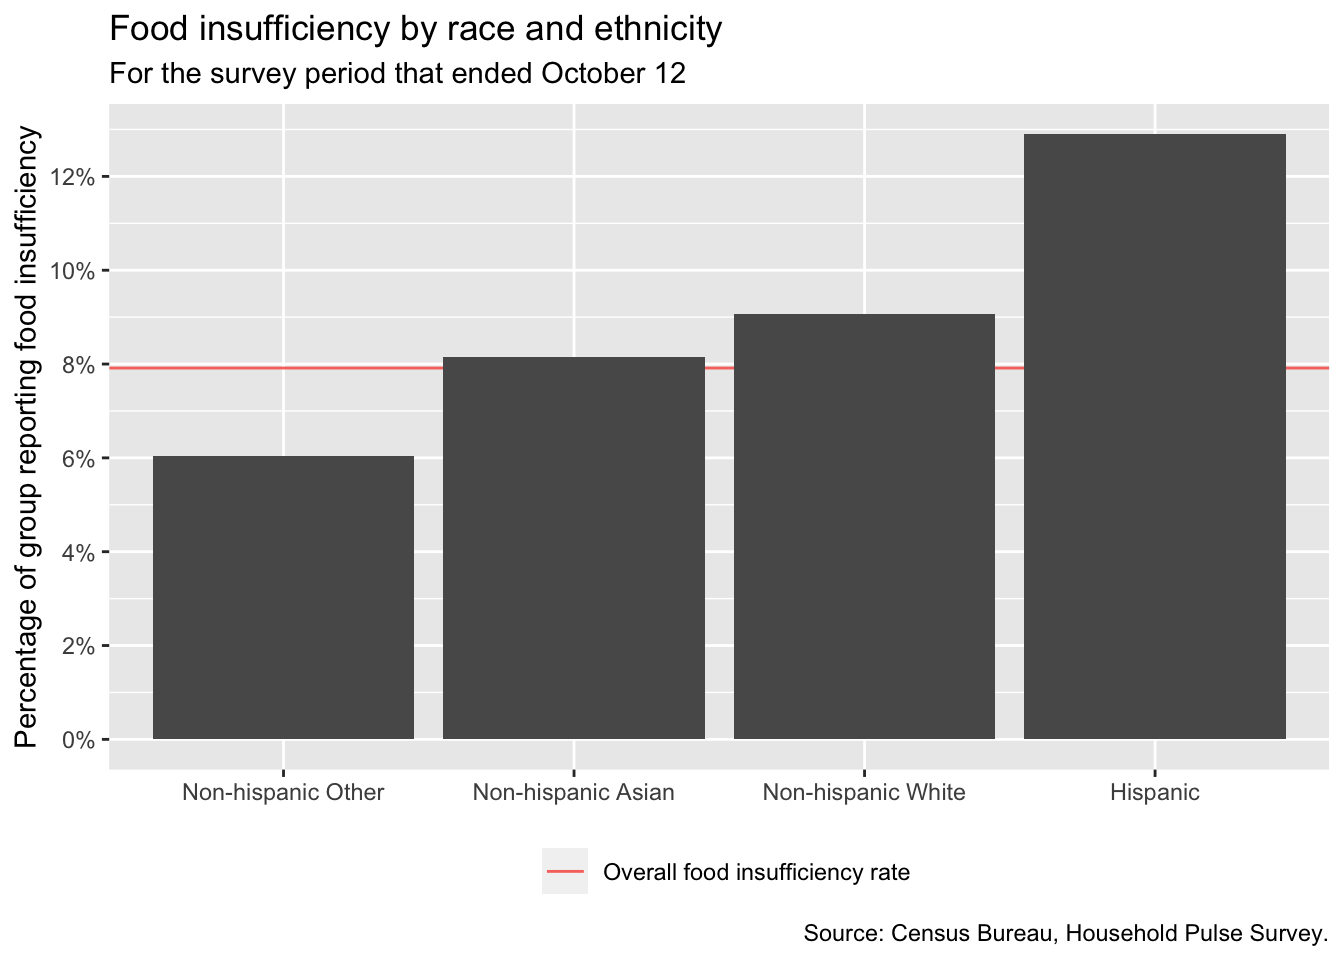 Food insufficiency by race and ethnicity
For the survey period that ended October 12
Percentage of group reporting food insufficiency
12%
10%
8%
6%
4%
2%
0%
Non-hispanic Other
Non-hispanic Asian
Non-hispanic White
Hispanic
Overall food insufficiency rate
Source: Census Bureau, Household Pulse Survey.